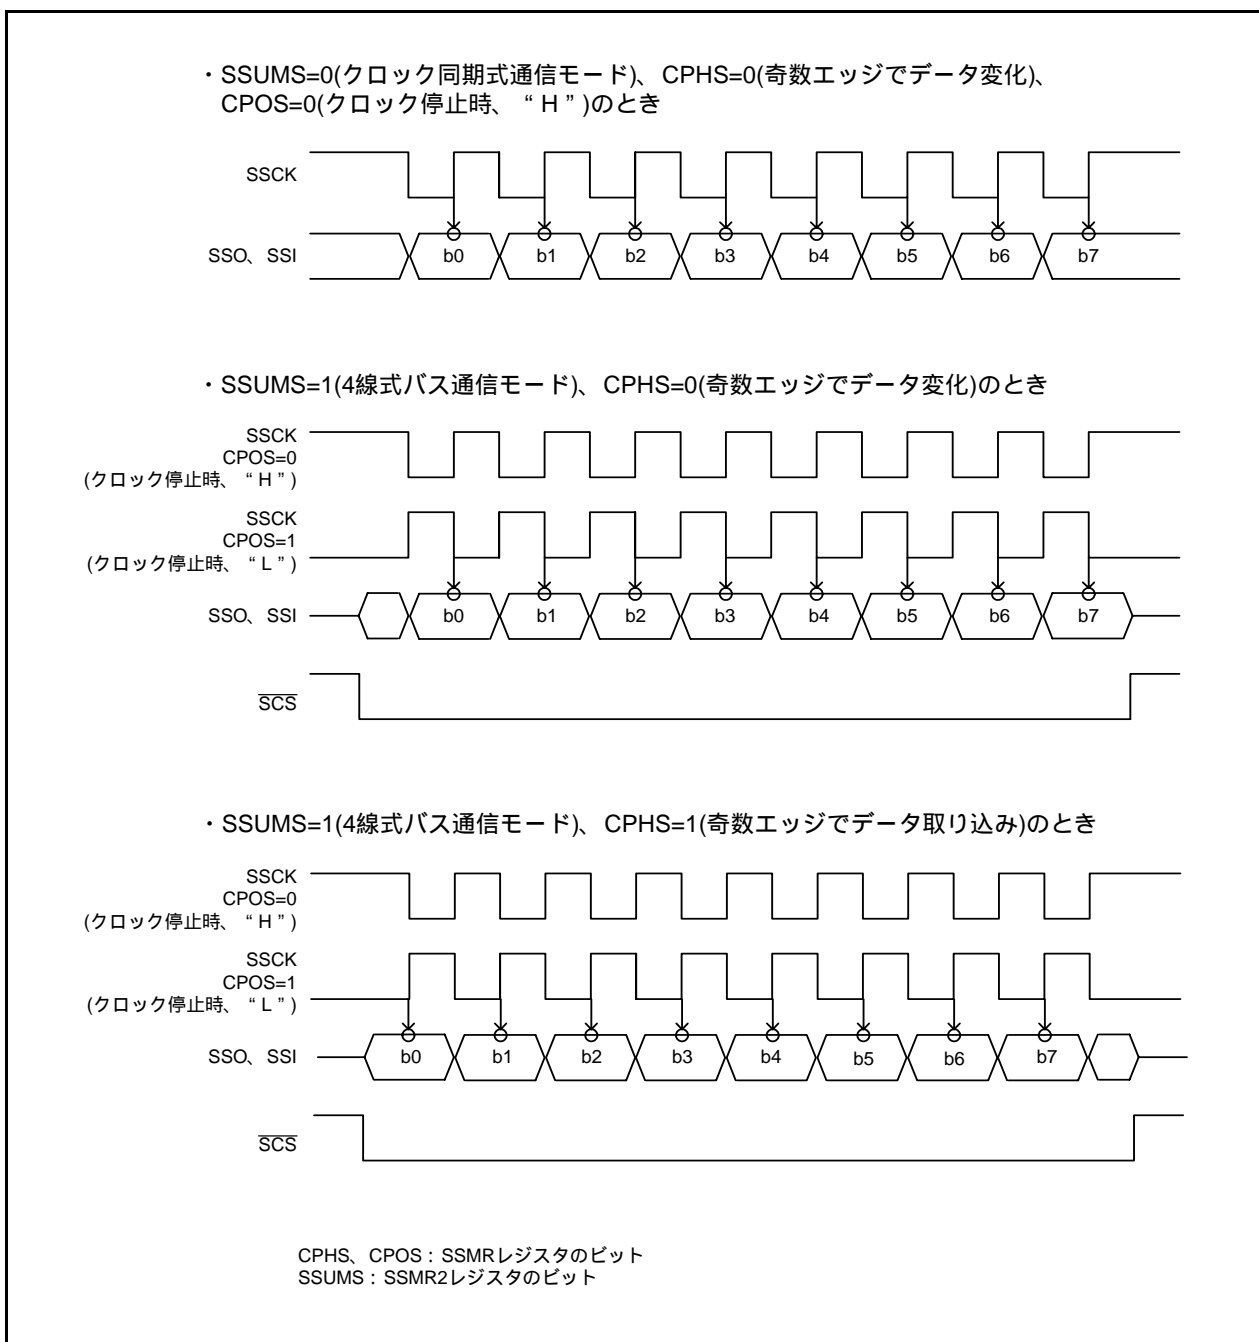 ・SSUMS=0(クロック同期式通信モード)、CPHS=0(奇数エッジでデータ変化)、
CPOS=0(クロック停止時、“H”)のとき
SSCK
SSO、SSI
b0 b1 b2 b3 b4 b5 b6 b7
・SSUMS=1(4線式バス通信モード)、CPHS=0(奇数エッジでデータ変化)のとき
SSCK
CPOS=0
(クロック停止時、“H”)
SSCK
CPOS=1
(クロック停止時、“L”)
SSO、SSI
b0 b1 b2 b3 b4 b5 b6 b7
SCS
・SSUMS=1(4線式バス通信モード)、CPHS=1(奇数エッジでデータ取り込み)のとき
SSCK
CPOS=0
(クロック停止時、“H”)
SSCK
CPOS=1
(クロック停止時、“L”)
SSO、SSI
b0 b1 b2 b3 b4 b5 b6 b7
SCS
CPHS、CPOS：SSMRレジスタのビット
SSUMS：SSMR2レジスタのビット